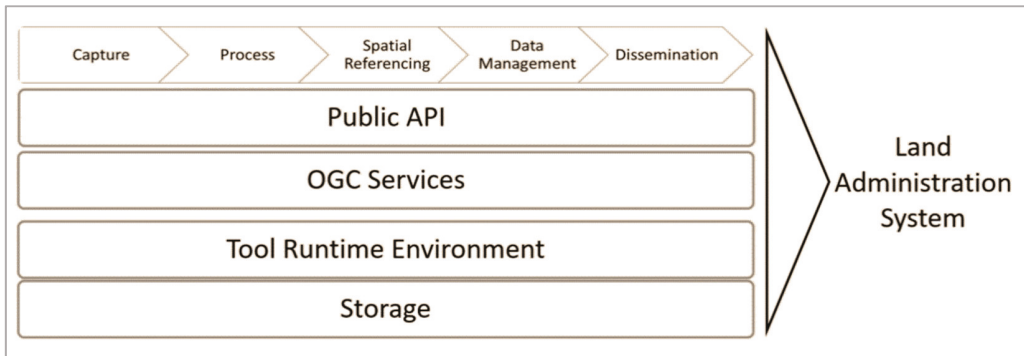 Capture
Process
Spatial
Referencing
Data
Management
Dissemination
Public API
OGC Services
Tool Runtime Environment
Storage
Land
Administration
System